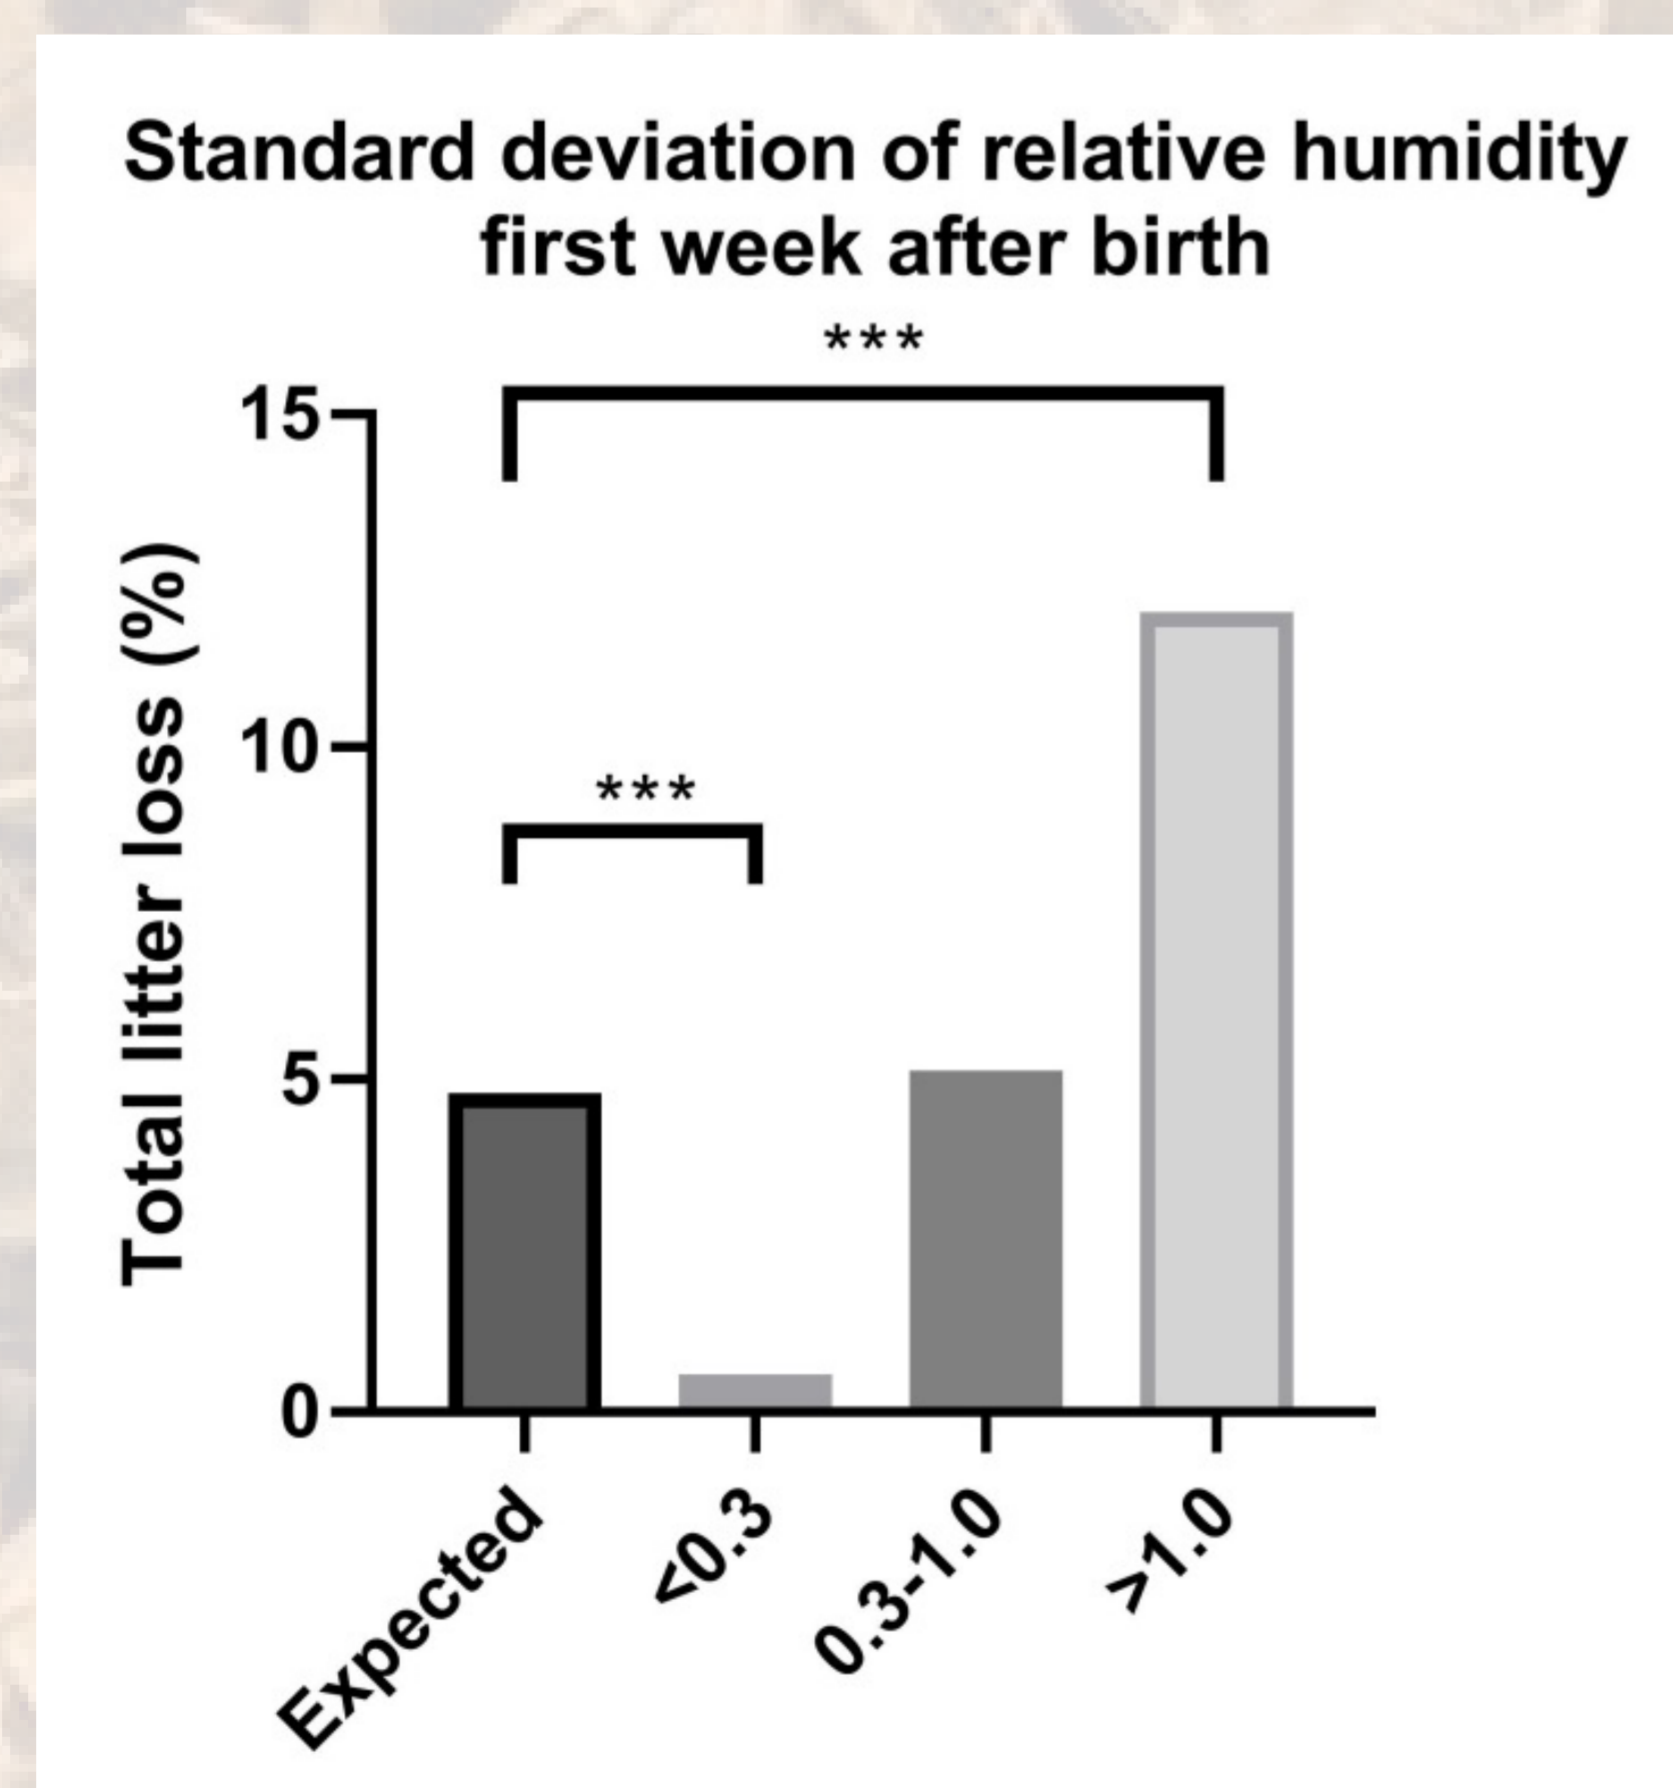 Standard deviation of relative humidity
first week after birth
***
15
10
***
5
0
Total litter loss (%)
Expected
<0.3
0.3-1.0
>1.0